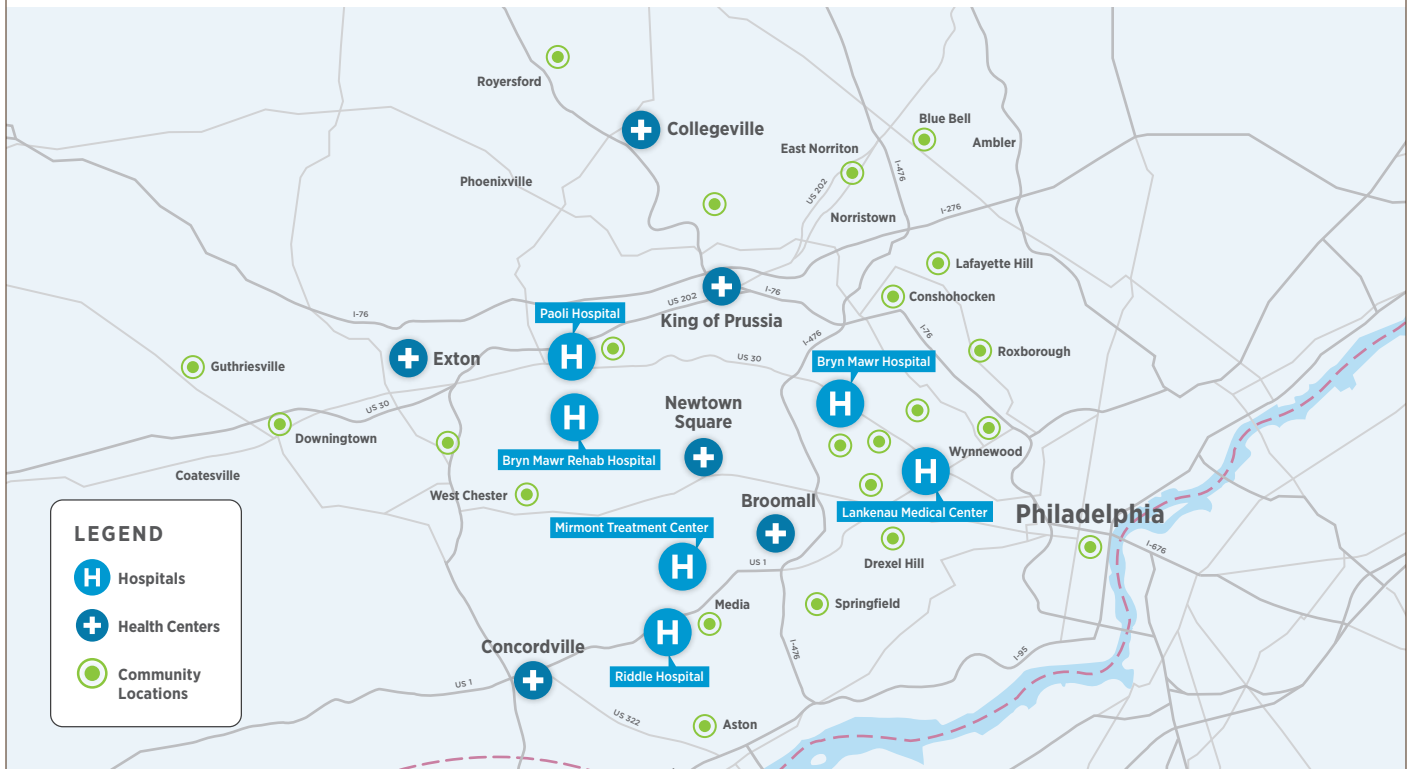 Royersford
Collegeville
Blue Bell
Ambler
East Norriton
I-476
Phoenixville
US 202
I-276
Norristown
Lafayette Hill
I-76
US 202
Conshohocken
Paoli Hospital
I-76
King of Prussia
I-476
I-76
Exton
US 30
Bryn Mawr Hospital
Roxborough
Guthriesville
Newtown
Square
US 30
Downingtown
Wynnewood
Bryn Mawr Rehab Hospital
Coatesville
West Chester
Broomall
Lankenau Medical Center
Philadelphia
Mirmont Treatment Center
I-676
US 1
Drexel Hill
Media
Springfield
Concordville
I-476
I-95
Riddle Hospital
US 1
US 322
Aston
LEGEND
H Hospitals
Health Centers
Community
Locations
H
H
H
H
H
H